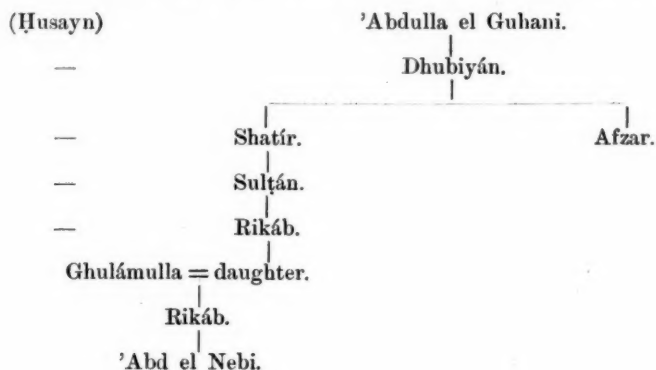 (Ḥusayn) ’Abdulla el Guhani.
— Dhubiyán.
— Shatír. Afzar.
— Sulṭán.
— Rikáb.
Ghulámulla = daughter.
Rikáb.
’Abd el Nebi.